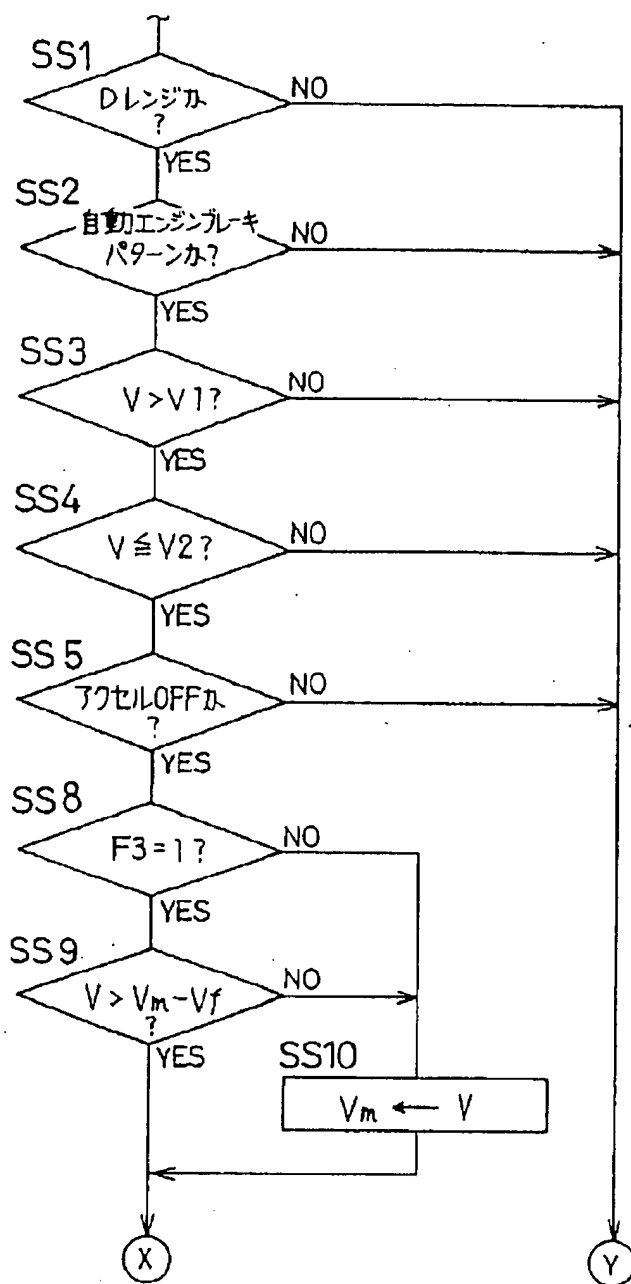 SS1
Dレンジか
?
NO
YES
SS2
自動エンジンブレーキ
パターンか?
NO
YES
SS3
V>V1?
NO
YES
SS4
V≦V2?
NO
YES
SS5
アクセルOFFか
?
NO
YES
SS8
F3=1?
NO
YES
SS9
V>Vm-Vf
?
NO
YES
SS10
Vm ← V
X
Y